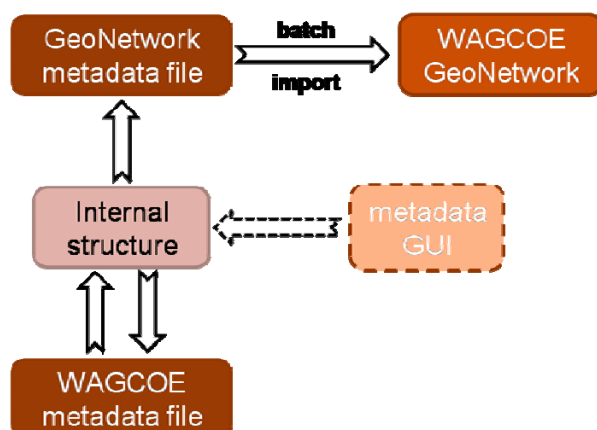 GeoNetwork
metadata file
batch
import
WAGCOE
GeoNetwork
Internal
structure
metadata
GUI
WAGCOE
metadata file